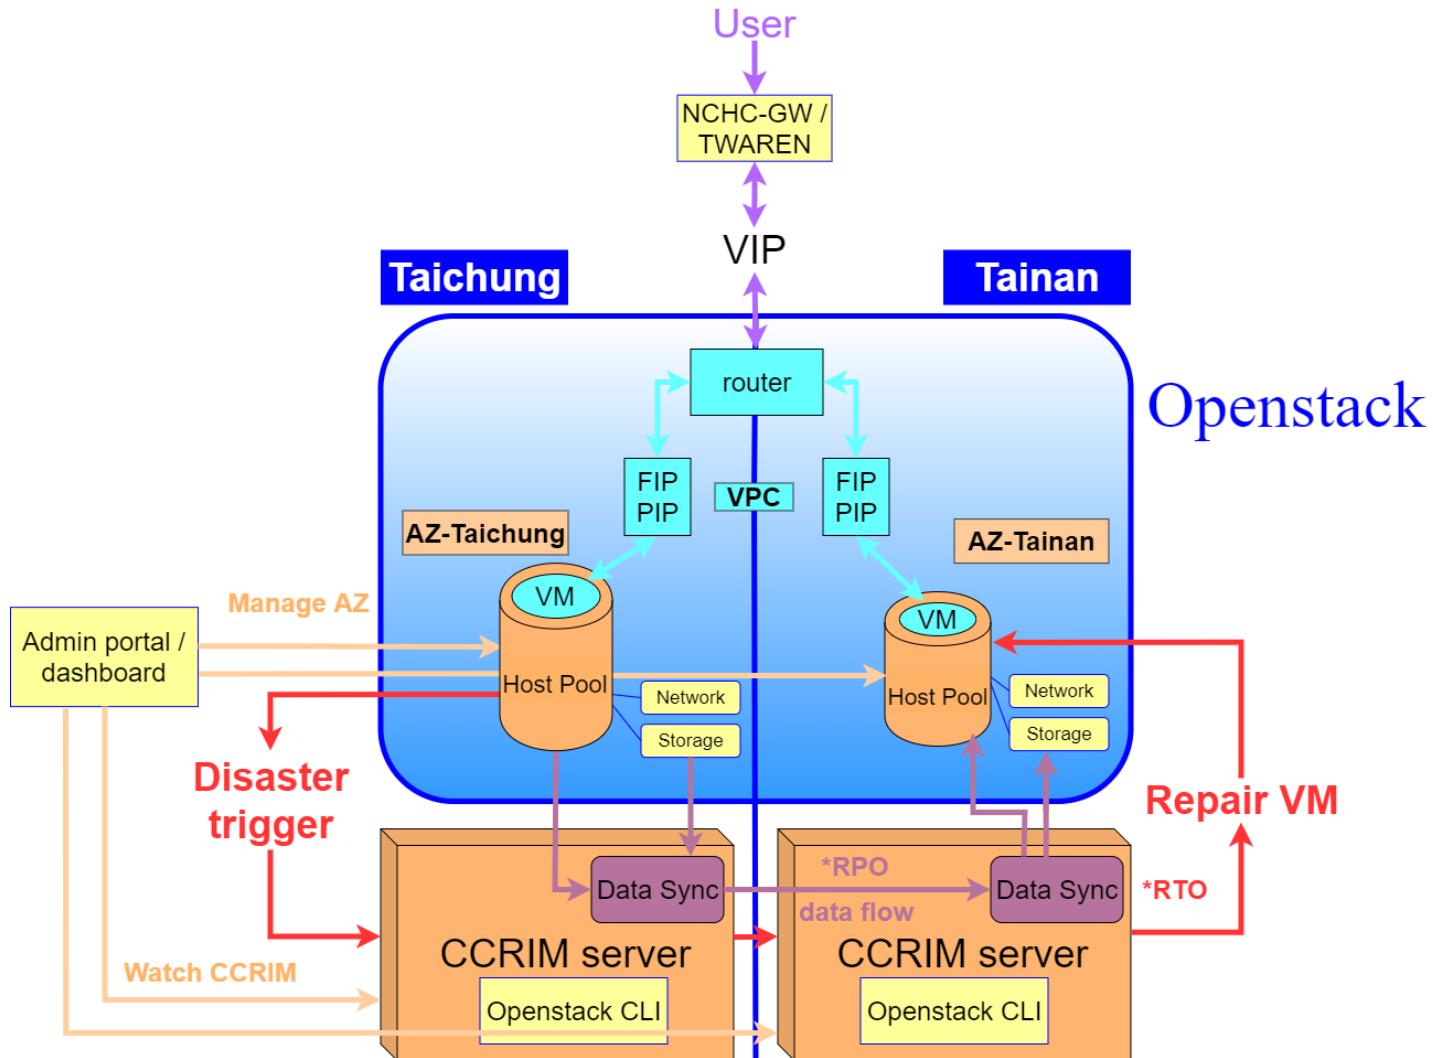 User
NCHC-GW /
TWAREN
VIP
Taichung
Tainan
router
Openstack
FIP
PIP
VPC
FIP
PIP
AZ-Taichung
AZ-Tainan
VM
VM
Manage AZ
Admin portal /
dashboard
Host Pool
Network
Storage
Host Pool
Network
Storage
Disaster
trigger
Repair VM
Data Sync
*RPO
data flow
Data Sync
*RTO
CCRIM server
CCRIM server
Watch CCRIM
Openstack CLI
Openstack CLI